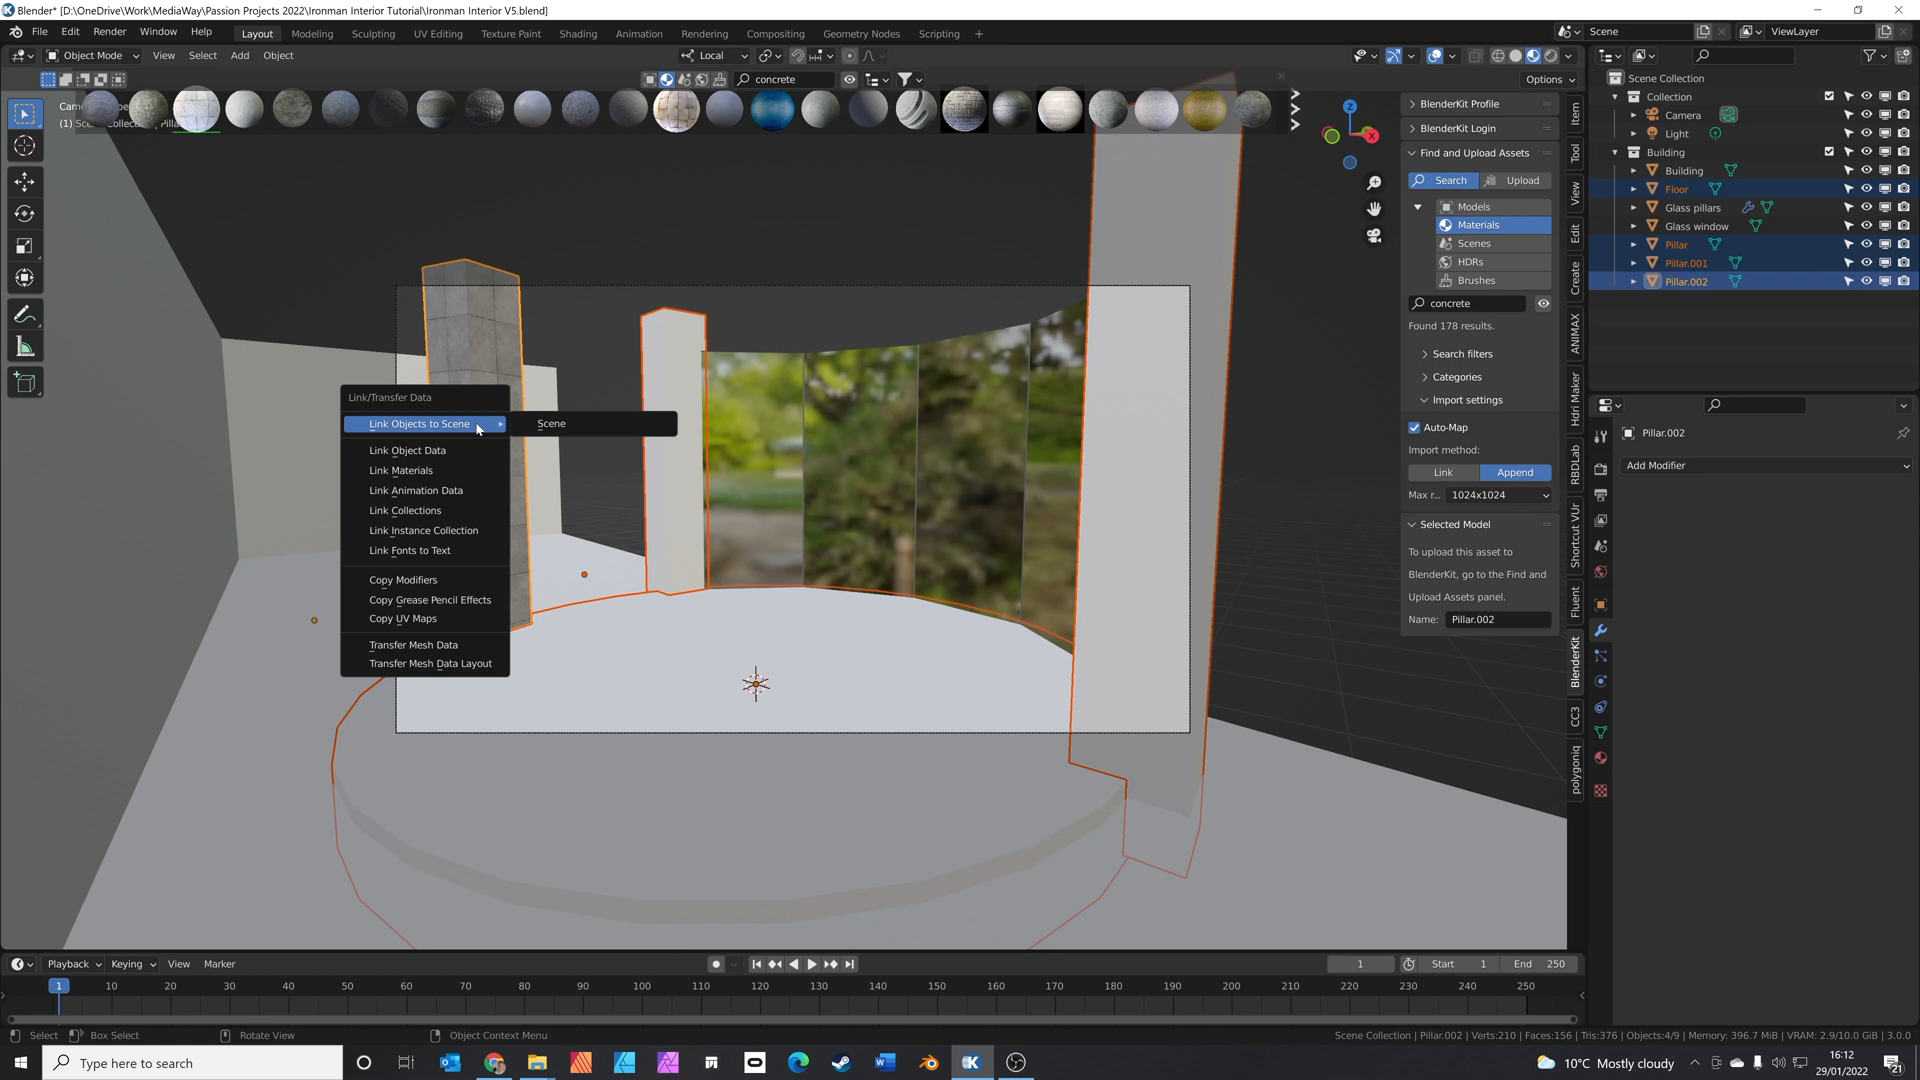 Blender* [D:\OneDrive\Work\MediaWay\Passion Projects 2022\Ironman Interior Tutorial\Ironman Interior V5.blend]
File Edit Render Window Help Layout Modeling Sculpting UV Editing Texture Paint Shading Animation Rendering Compositing Geometry Nodes Scripting + Scene ViewLayer
Object Mode View Select Add Object Local
concrete Options
(1)
BlenderKit Profile
BlenderKit Login
Find and Upload Assets
Search Upload
Models
Materials
Scenes
HDRs
Brushes
concrete
Found 178 results.
Search filters
Categories
Import settings
Auto-Map
Import method:
Link Append
Max r... 1024x1024
Selected Model
To upload this asset to
BlenderKit, go to the Find and
Upload Assets panel.
Name: Pillar.002
Item
Tool
View
Edit
Create
ANIMAX
Hdri Maker
RBDLab
Shortcut VUr
Fluent
BlenderKit
CC3
polygoniq
Scene Collection
Collection
Camera
Light
Building
Building
Floor
Glass pillars
Glass window
Pillar
Pillar.001
Pillar.002
Pillar.002
Add Modifier
Link/Transfer Data
Link Objects to Scene
Scene
Link Object Data
Link Materials
Link Animation Data
Link Collections
Link Instance Collection
Link Fonts to Text
Copy Modifiers
Copy Grease Pencil Effects
Copy UV Maps
Transfer Mesh Data
Transfer Mesh Data Layout
Z
X
Playback Keying View Marker 1 Start 1 End 250
1 10 20 30 40 50 60 70 80 90 100 110 120 130 140 150 160 170 180 190 200 210 220 230 240 250
Select Box Select Rotate View Object Context Menu Scene Collection | Pillar.002 | Verts:210 | Faces:156 | Tris:376 | Objects:4/9 | Memory: 396.7 MiB | VRAM: 2.9/10.0 GiB | 3.0.0
Type here to search
10°C Mostly cloudy
16:12
29/01/2022
21